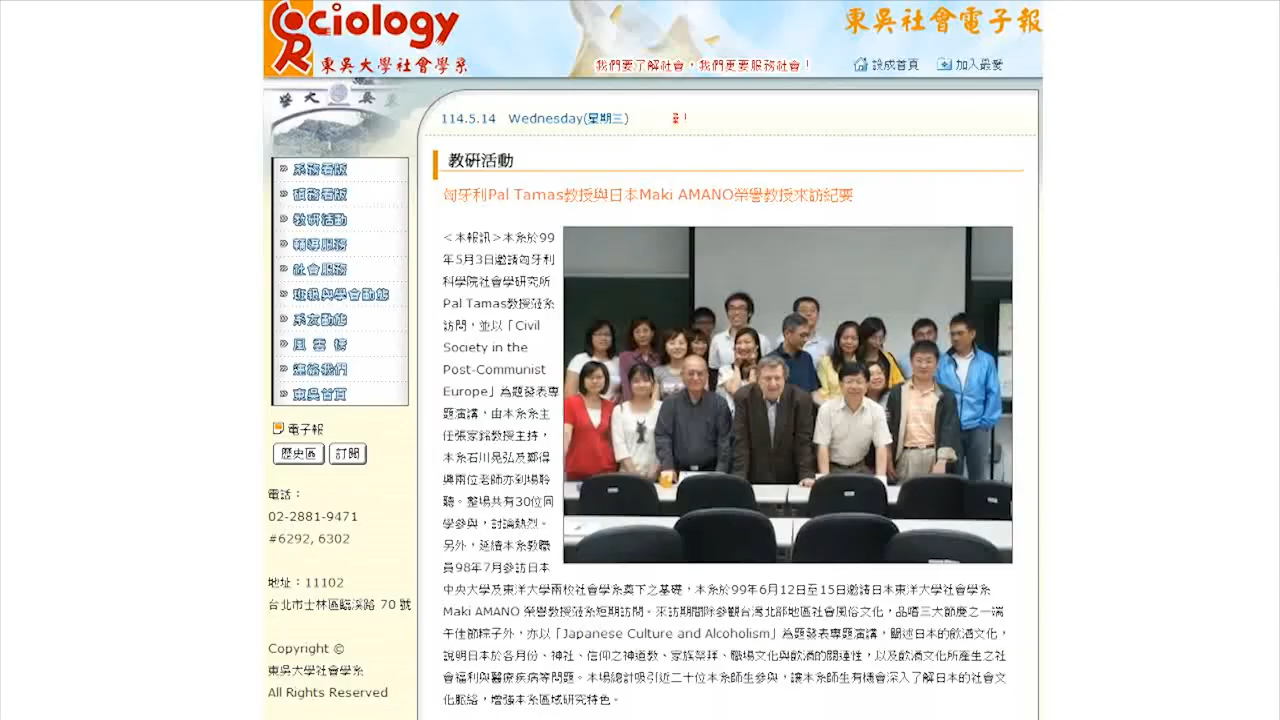 Sociology
東吳大學社會學系
東吳社會電子報
我們要了解社會，我們更要服務社會！
設成首頁
加入最愛
114.5.14 Wednesday(星期三)
教研活動
匈牙利Pal Tamas教授與日本Maki AMANO榮譽教授來訪紀要
系務看版
碩務看版
教研活動
輔導服務
社會服務
班級與學會動態
系友動態
風 雲 榜
連絡我們
東吳首頁
電子報
歷史區
訂閱
電話：
02-2881-9471
#6292, 6302
地址：11102
台北市士林區臨溪路 70 號
Copyright ©
東吳大學社會學系
All Rights Reserved
＜本報訊＞本系於99
年5月3日邀請匈牙利
科學院社會學研究所
Pal Tamas教授蒞系
訪問，並以「Civil
Society in the
Post-Communist
Europe」為題發表專
題演講，由本系系主
任張家銘教授主持，
本系石川晃弘及鄭得
興兩位老師亦到場聆
聽。整場共有30位同
學參與，討論熱烈。
另外，延續本系教職
員98年7月參訪日本
中央大學及東洋大學兩校社會學系奠下之基礎，本系於99年6月12日至15日邀請日本東洋大學社會學系
Maki AMANO 榮譽教授蒞系短期訪問。來訪期間除參觀台灣北部地區社會風俗文化，品嚐三大節慶之一端
午佳節粽子外，亦以「Japanese Culture and Alcoholism」為題發表專題演講，闡述日本的飲酒文化，
說明日本於各月份、神社、信仰之神道教、家族祭拜、職場文化與飲酒的關連性，以及飲酒文化所產生之社
會福利與醫療疾病等問題。本場總計吸引近二十位本系師生參與，讓本系師生有機會深入了解日本的社會文
化脈絡，增強本系區域研究特色。